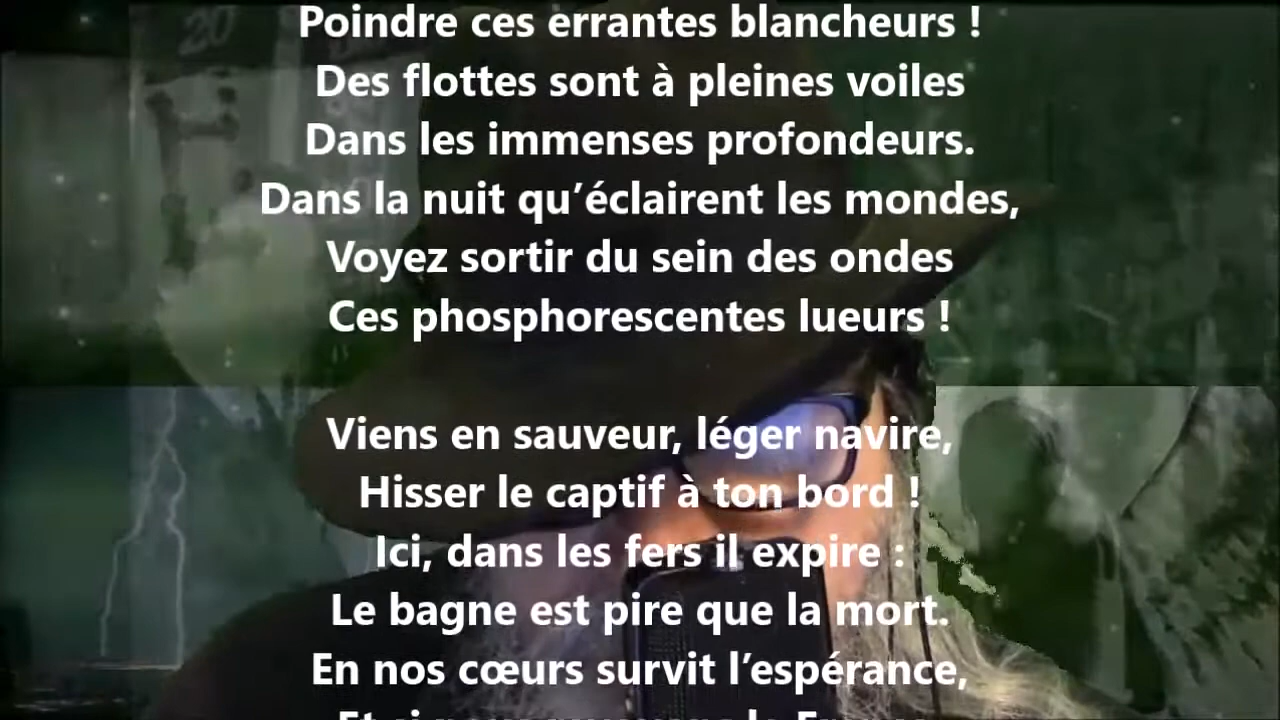 20
Poindre ces errantes blancheurs !
Des flottes sont à pleines voiles
Dans les immenses profondeurs.
Dans la nuit qu’éclairent les mondes,
Voyez sortir du sein des ondes
Ces phosphorescentes lueurs !
Viens en sauveur, léger navire,
Hisser le captif à ton bord !
Ici, dans les fers il expire :
Le bagne est pire que la mort.
En nos cœurs survit l’espérance,